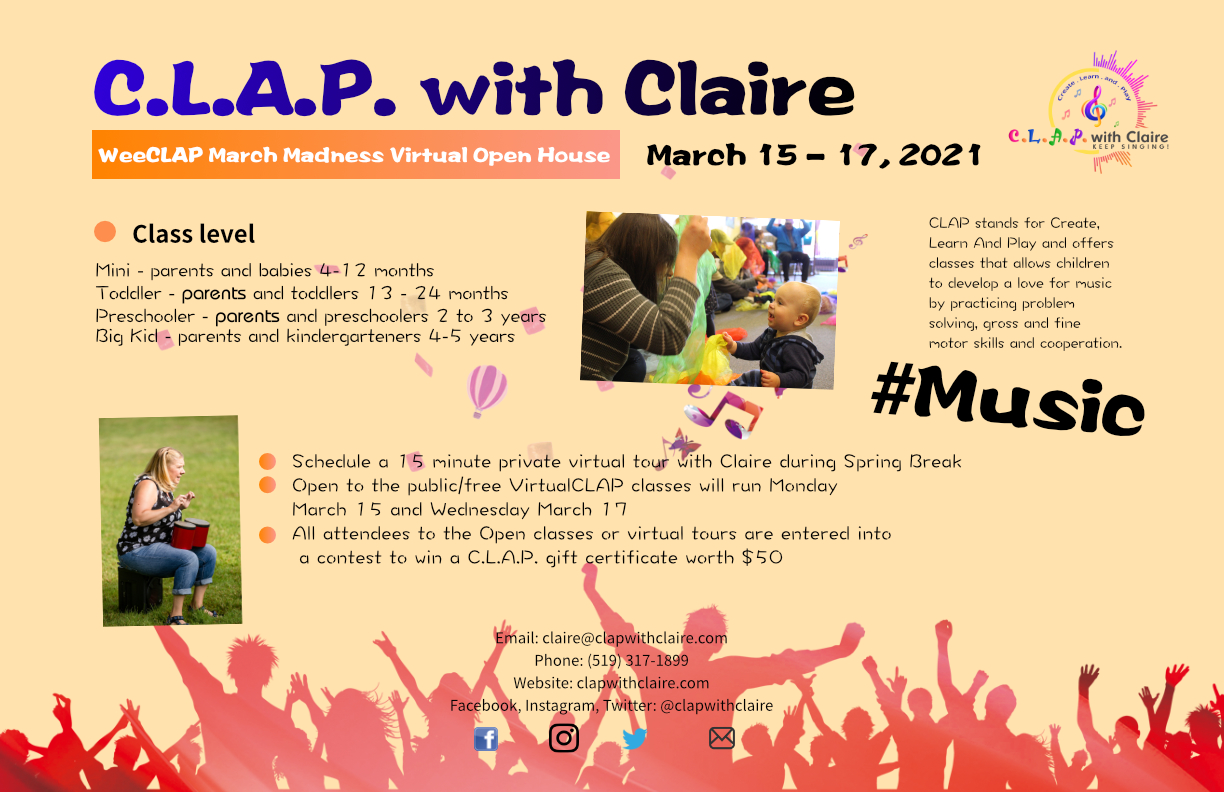 C.L.A.P. with Claire
WeeCLAP March Madness Virtual Open House
March 15 – 17, 2021
Create . Learn . and . Play
C.L.A.P. with Claire
KEEP SINGING!
Class level
Mini - parents and babies 4-12 months
Toddler - parents and toddlers 13 - 24 months
Preschooler - parents and preschoolers 2 to 3 years
Big Kid - parents and kindergarteners 4-5 years
CLAP stands for Create,
Learn And Play and offers
classes that allows children
to develop a love for music
by practicing problem
solving, gross and fine
motor skills and cooperation.
#Music
Schedule a 15 minute private virtual tour with Claire during Spring Break
Open to the public/free VirtualCLAP classes will run Monday
March 15 and Wednesday March 17
All attendees to the Open classes or virtual tours are entered into
a contest to win a C.L.A.P. gift certificate worth $50
Email: claire@clapwithclaire.com
Phone: (519) 317-1899
Website: clapwithclaire.com
Facebook, Instagram, Twitter: @clapwithclaire